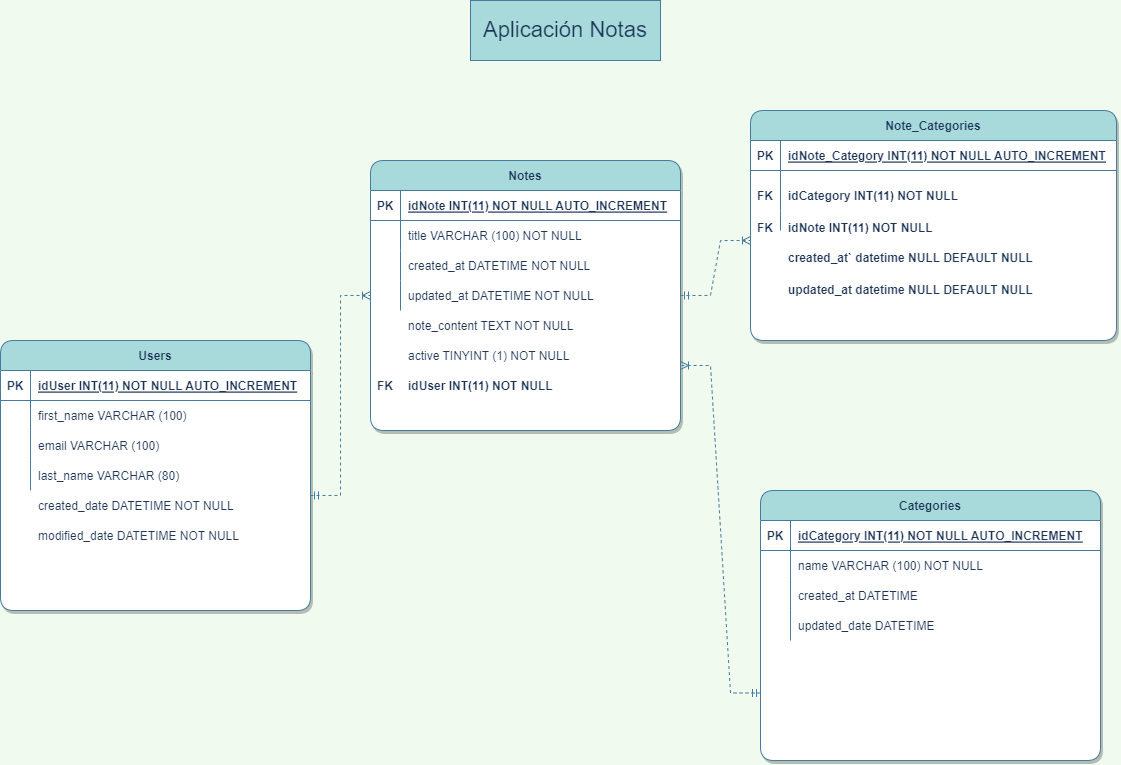 Aplicación Notas
Note_Categories
PK idNote_Category INT(11) NOT NULL AUTO_INCREMENT
FK idCategory INT(11) NOT NULL
FK idNote INT(11) NOT NULL
created_at` datetime NULL DEFAULT NULL
updated_at datetime NULL DEFAULT NULL
Notes
PK idNote INT(11) NOT NULL AUTO_INCREMENT
title VARCHAR (100) NOT NULL
created_at DATETIME NOT NULL
updated_at DATETIME NOT NULL
note_content TEXT NOT NULL
active TINYINT (1) NOT NULL
FK idUser INT(11) NOT NULL
Users
PK idUser INT(11) NOT NULL AUTO_INCREMENT
first_name VARCHAR (100)
email VARCHAR (100)
last_name VARCHAR (80)
created_date DATETIME NOT NULL
modified_date DATETIME NOT NULL
Categories
PK idCategory INT(11) NOT NULL AUTO_INCREMENT
name VARCHAR (100) NOT NULL
created_at DATETIME
updated_date DATETIME